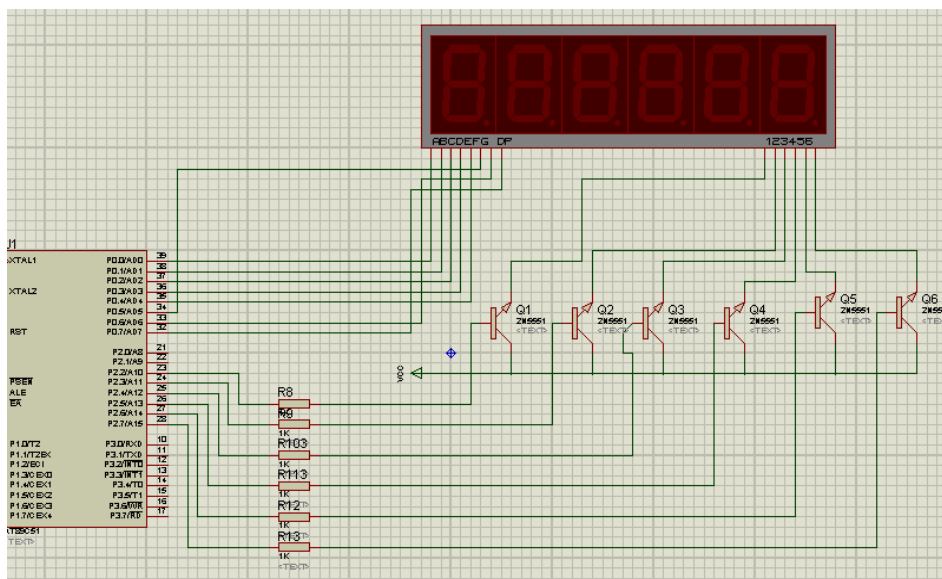 ABCDEFG DP
123456
J1
XTAL1
XTAL2
RST
PSEN
ALE
EA
P1.0/T2
P1.1/T2EX
P1.2/ECI
P1.3/CEX0
P1.4/CEX1
P1.5/CEX2
P1.6/CEX3
P1.7/CEX4
AT89C51
<TEXT>
P0.0/AD0 39
P0.1/AD1 38
P0.2/AD2 37
P0.3/AD3 36
P0.4/AD4 35
P0.5/AD5 34
P0.6/AD6 33
P0.7/AD7 32
P2.0/A8 21
P2.1/A9 22
P2.2/A10 23
P2.3/A11 24
P2.4/A12 25
P2.5/A13 26
P2.6/A14 27
P2.7/A15 28
P3.0/RXD 10
P3.1/TXD 11
P3.2/INT0 12
P3.3/INT1 13
P3.4/T0 14
P3.5/T1 15
P3.6/WR 16
P3.7/RD 17
Q1
2N5551
<TEXT>
Q2
2N5551
<TEXT>
Q3
2N5551
<TEXT>
Q4
2N5551
<TEXT>
Q5
2N5551
<TEXT>
Q6
2N5551
<TEXT>
VCC
R8
R9
1K
R103
1K
R113
1K
R12
1K
R13
1K
<TEXT>